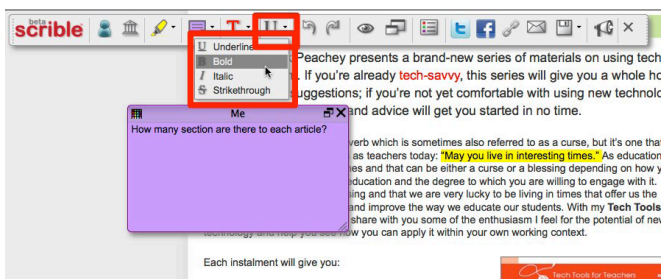 beta
scrible T U
U Underline
B Bold
I Italic
S Strikethrough
Peachey presents a brand-new series of materials on using tech
. If you're already tech-savvy, this series will give you a whole ho
uggestions; if you're not yet comfortable with using new technolo
and advice will get you started in no time.
Me
How many section are there to each article?
verb which is sometimes also referred to as a curse, but it's one that
as teachers today: "May you live in interesting times." As education
nes and that can be either a curse or a blessing depending on how y
education and the degree to which you are willing to engage with it.
sing and that we are very lucky to be living in times that offer us the
and improve the way we educate our students. With my Tech Tools
share with you some of the enthusiasm I feel for the potential of new
technology and help you see how you can apply it within your own working context.
Each instalment will give you:
Tech Tools for Teachers